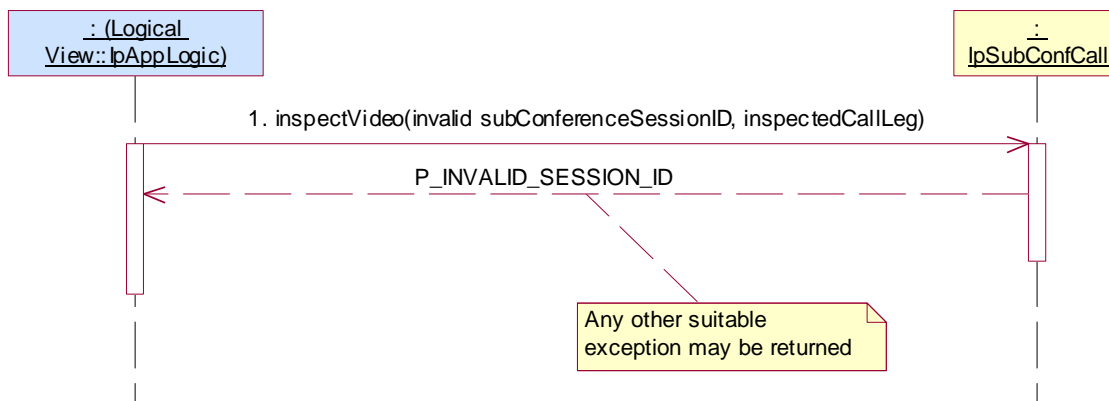 : (Logical
View::IpAppLogic)
:
IpSubConfCall
1. inspectVideo(invalid subConferenceSessionID, inspectedCallLeg)
P_INVALID_SESSION_ID
Any other suitable
exception may be returned